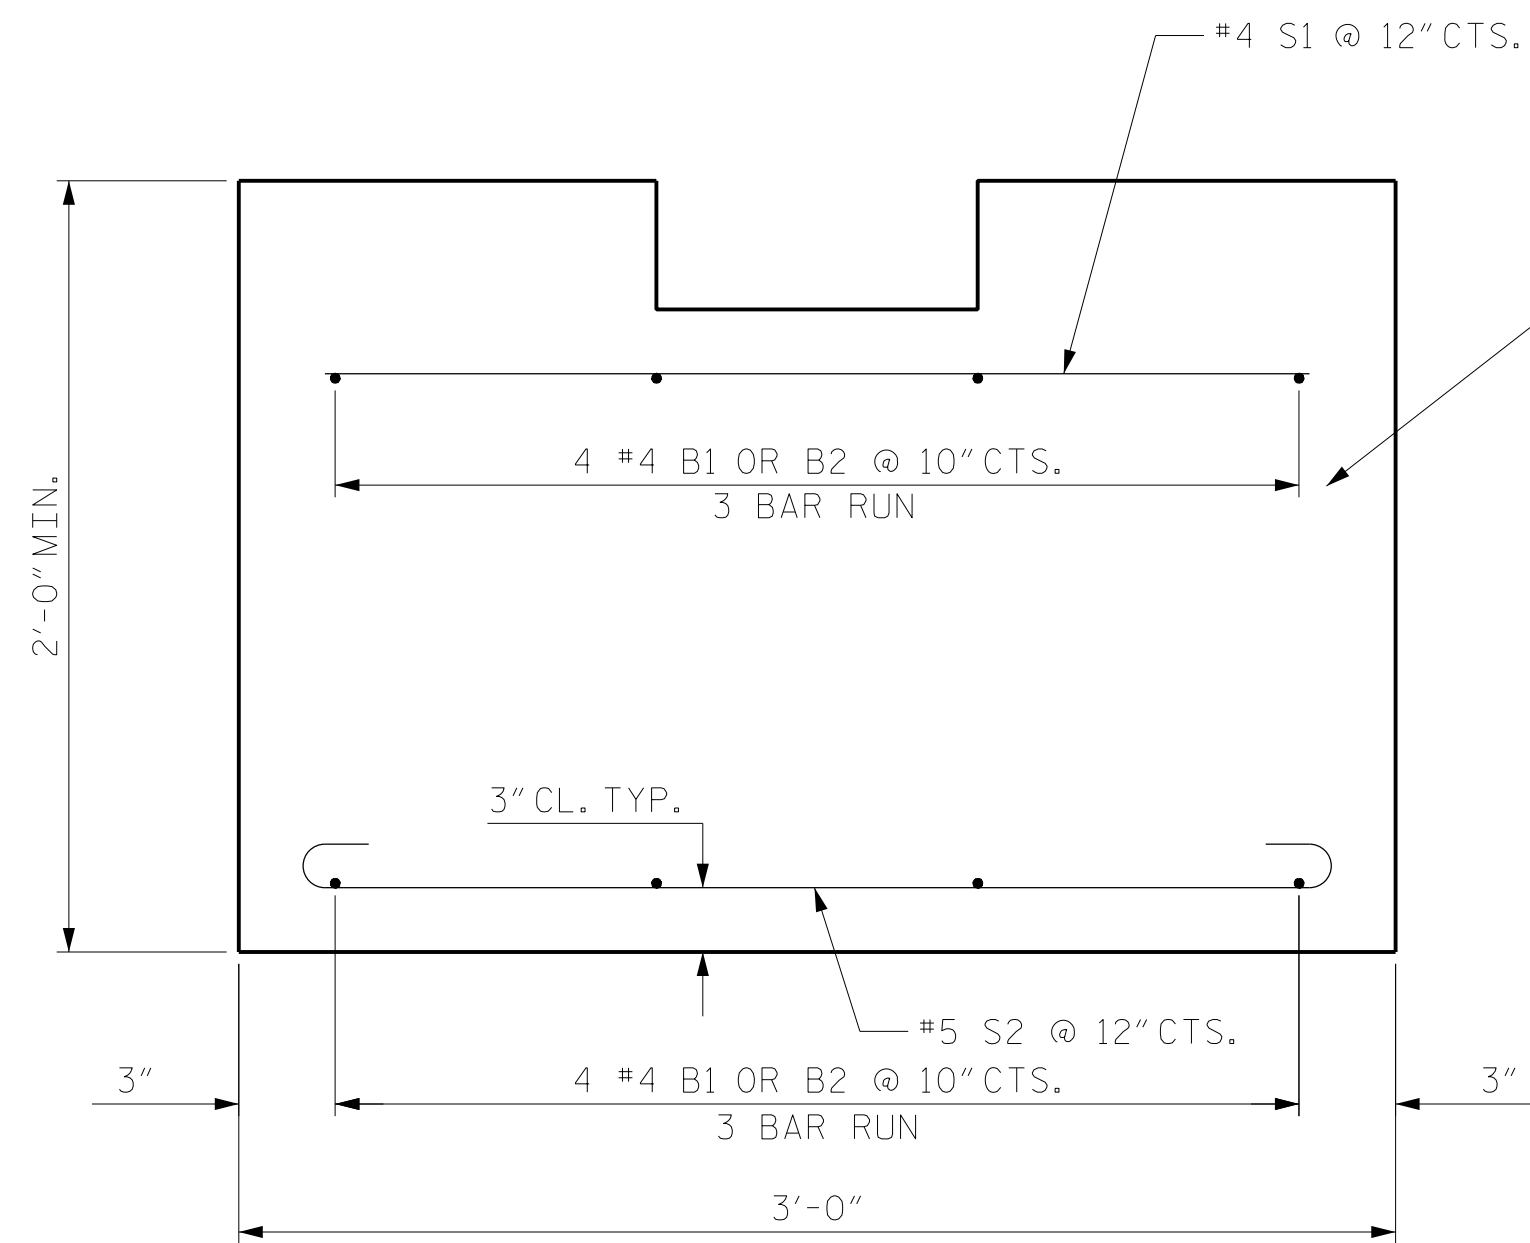 #4 S1 @ 12" CTS.
4 #4 B1 OR B2 @ 10" CTS.
3 BAR RUN
2'-0" MIN.
3" CL. TYP.
#5 S2 @ 12" CTS.
3"
4 #4 B1 OR B2 @ 10" CTS.
3"
3 BAR RUN
3'-0"